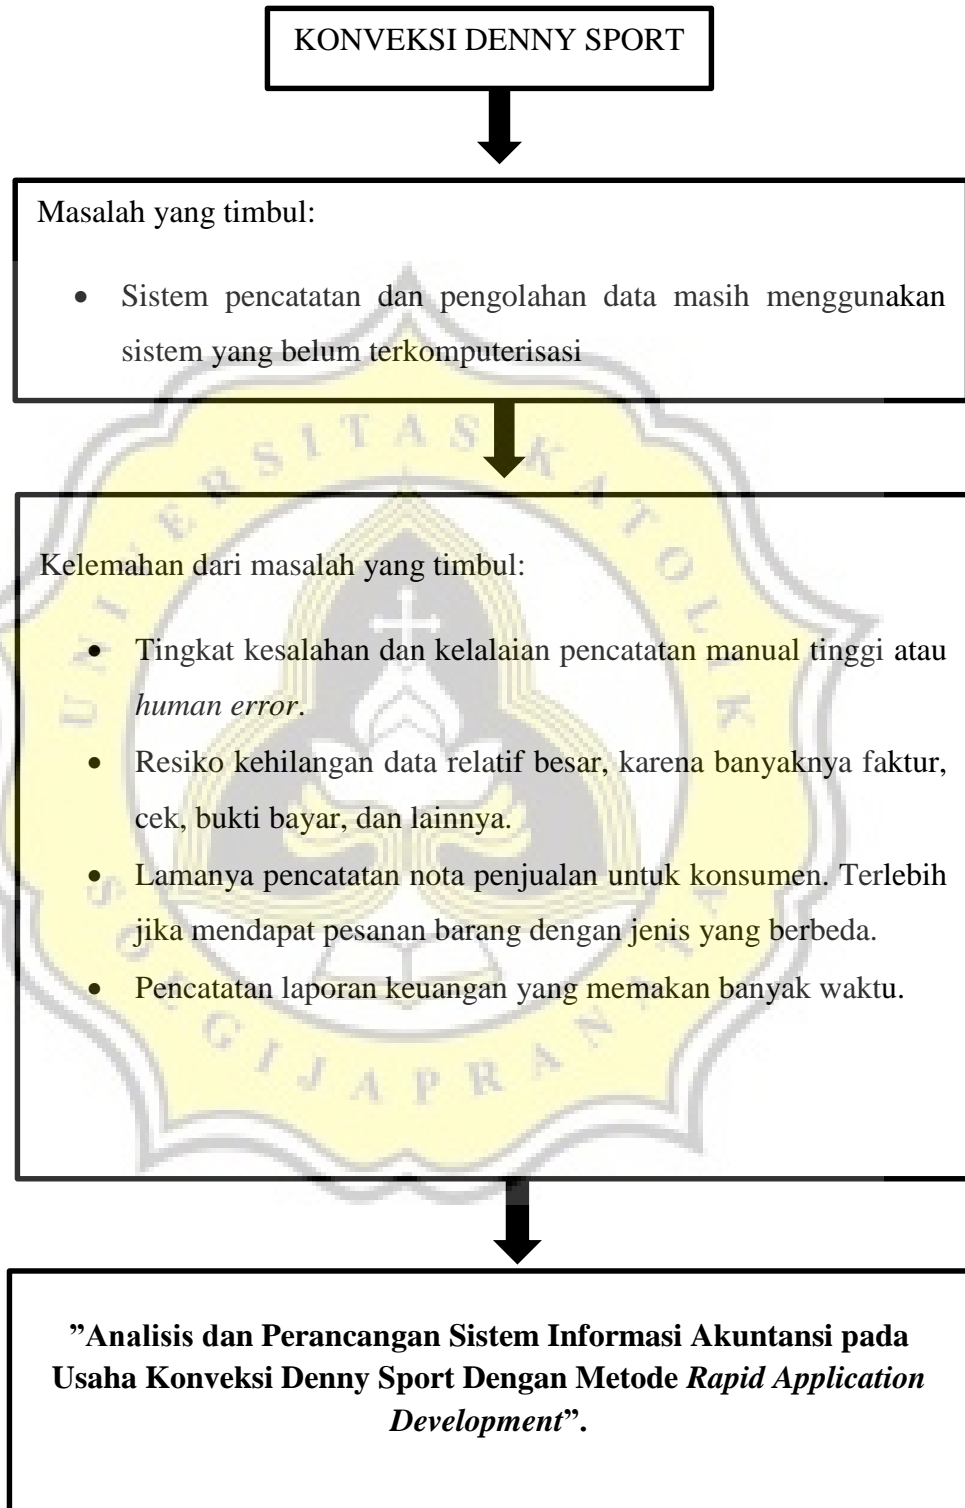 KONVEKSI DENNY SPORT
Masalah yang timbul:
• Sistem pencatatan dan pengolahan data masih menggunakan
sistem yang belum terkomputerisasi
UNIVERSITAS KATOLIK
Kelemahan dari masalah yang timbul:
• Tingkat kesalahan dan kelalaian pencatatan manual tinggi atau
human error.
• Resiko kehilangan data relatif besar, karena banyaknya faktur,
cek, bukti bayar, dan lainnya.
• Lamanya pencatatan nota penjualan untuk konsumen. Terlebih
jika mendapat pesanan barang dengan jenis yang berbeda.
• Pencatatan laporan keuangan yang memakan banyak waktu.
SOEGIJAPRANATA
”Analisis dan Perancangan Sistem Informasi Akuntansi pada
Usaha Konveksi Denny Sport Dengan Metode Rapid Application
Development”.